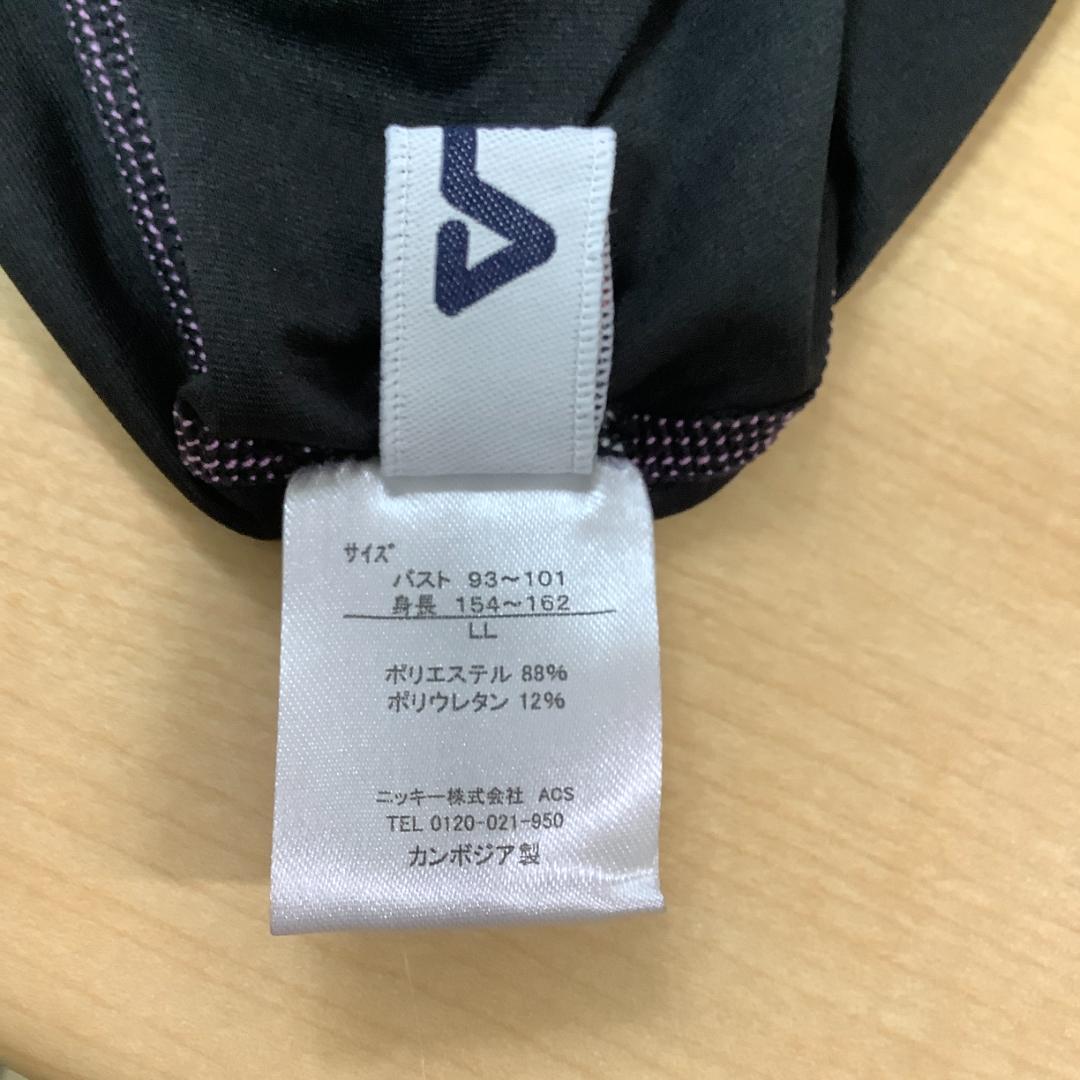 サイズ
バスト 93～101
身長 154～162
LL
ポリエステル 88%
ポリウレタン 12%
ニッキー株式会社 ACS
TEL 0120-021-950
カンボジア製